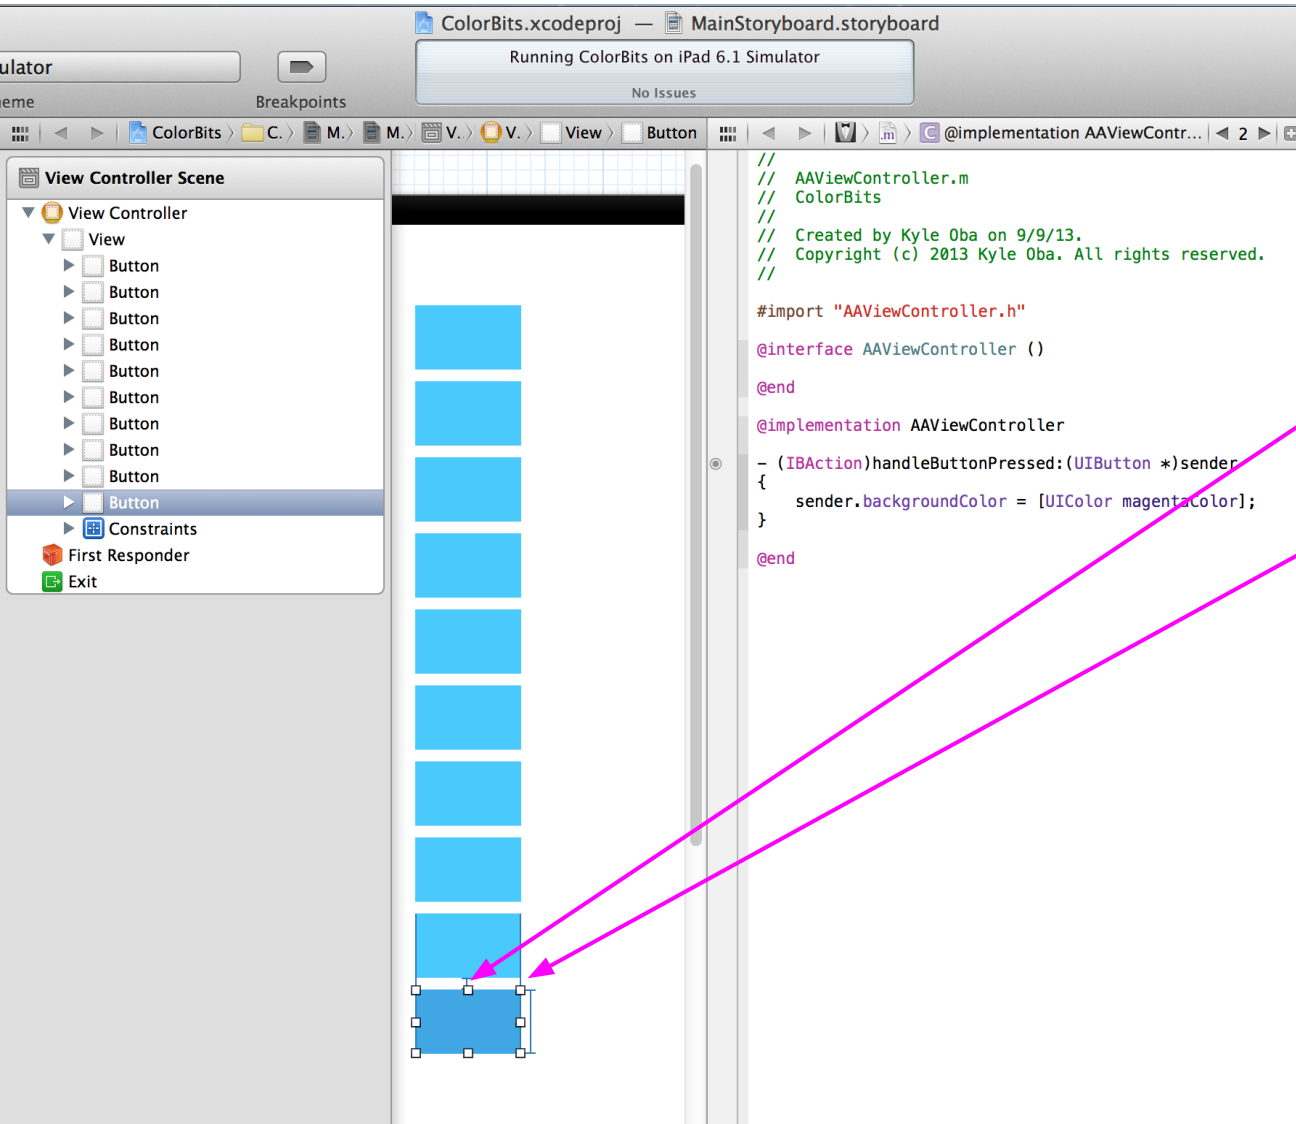 ColorBits.xcodeproj — MainStoryboard.storyboard
Running ColorBits on iPad 6.1 Simulator
No Issues
ulator
eme
Breakpoints
ColorBits C. M. M. V. V. View Button
.m C @implementation AAViewContr... 2
View Controller Scene
View Controller
View
Button
Button
Button
Button
Button
Button
Button
Button
Button
Button
Constraints
First Responder
Exit
//
// AAViewController.m
// ColorBits
//
// Created by Kyle Oba on 9/9/13.
// Copyright (c) 2013 Kyle Oba. All rights reserved.
//
#import "AAViewController.h"
@interface AAViewController ()
@end
@implementation AAViewController
- (IBAction)handleButtonPressed:(UIButton *)sender
{
sender.backgroundColor = [UIColor magentaColor];
}
@end